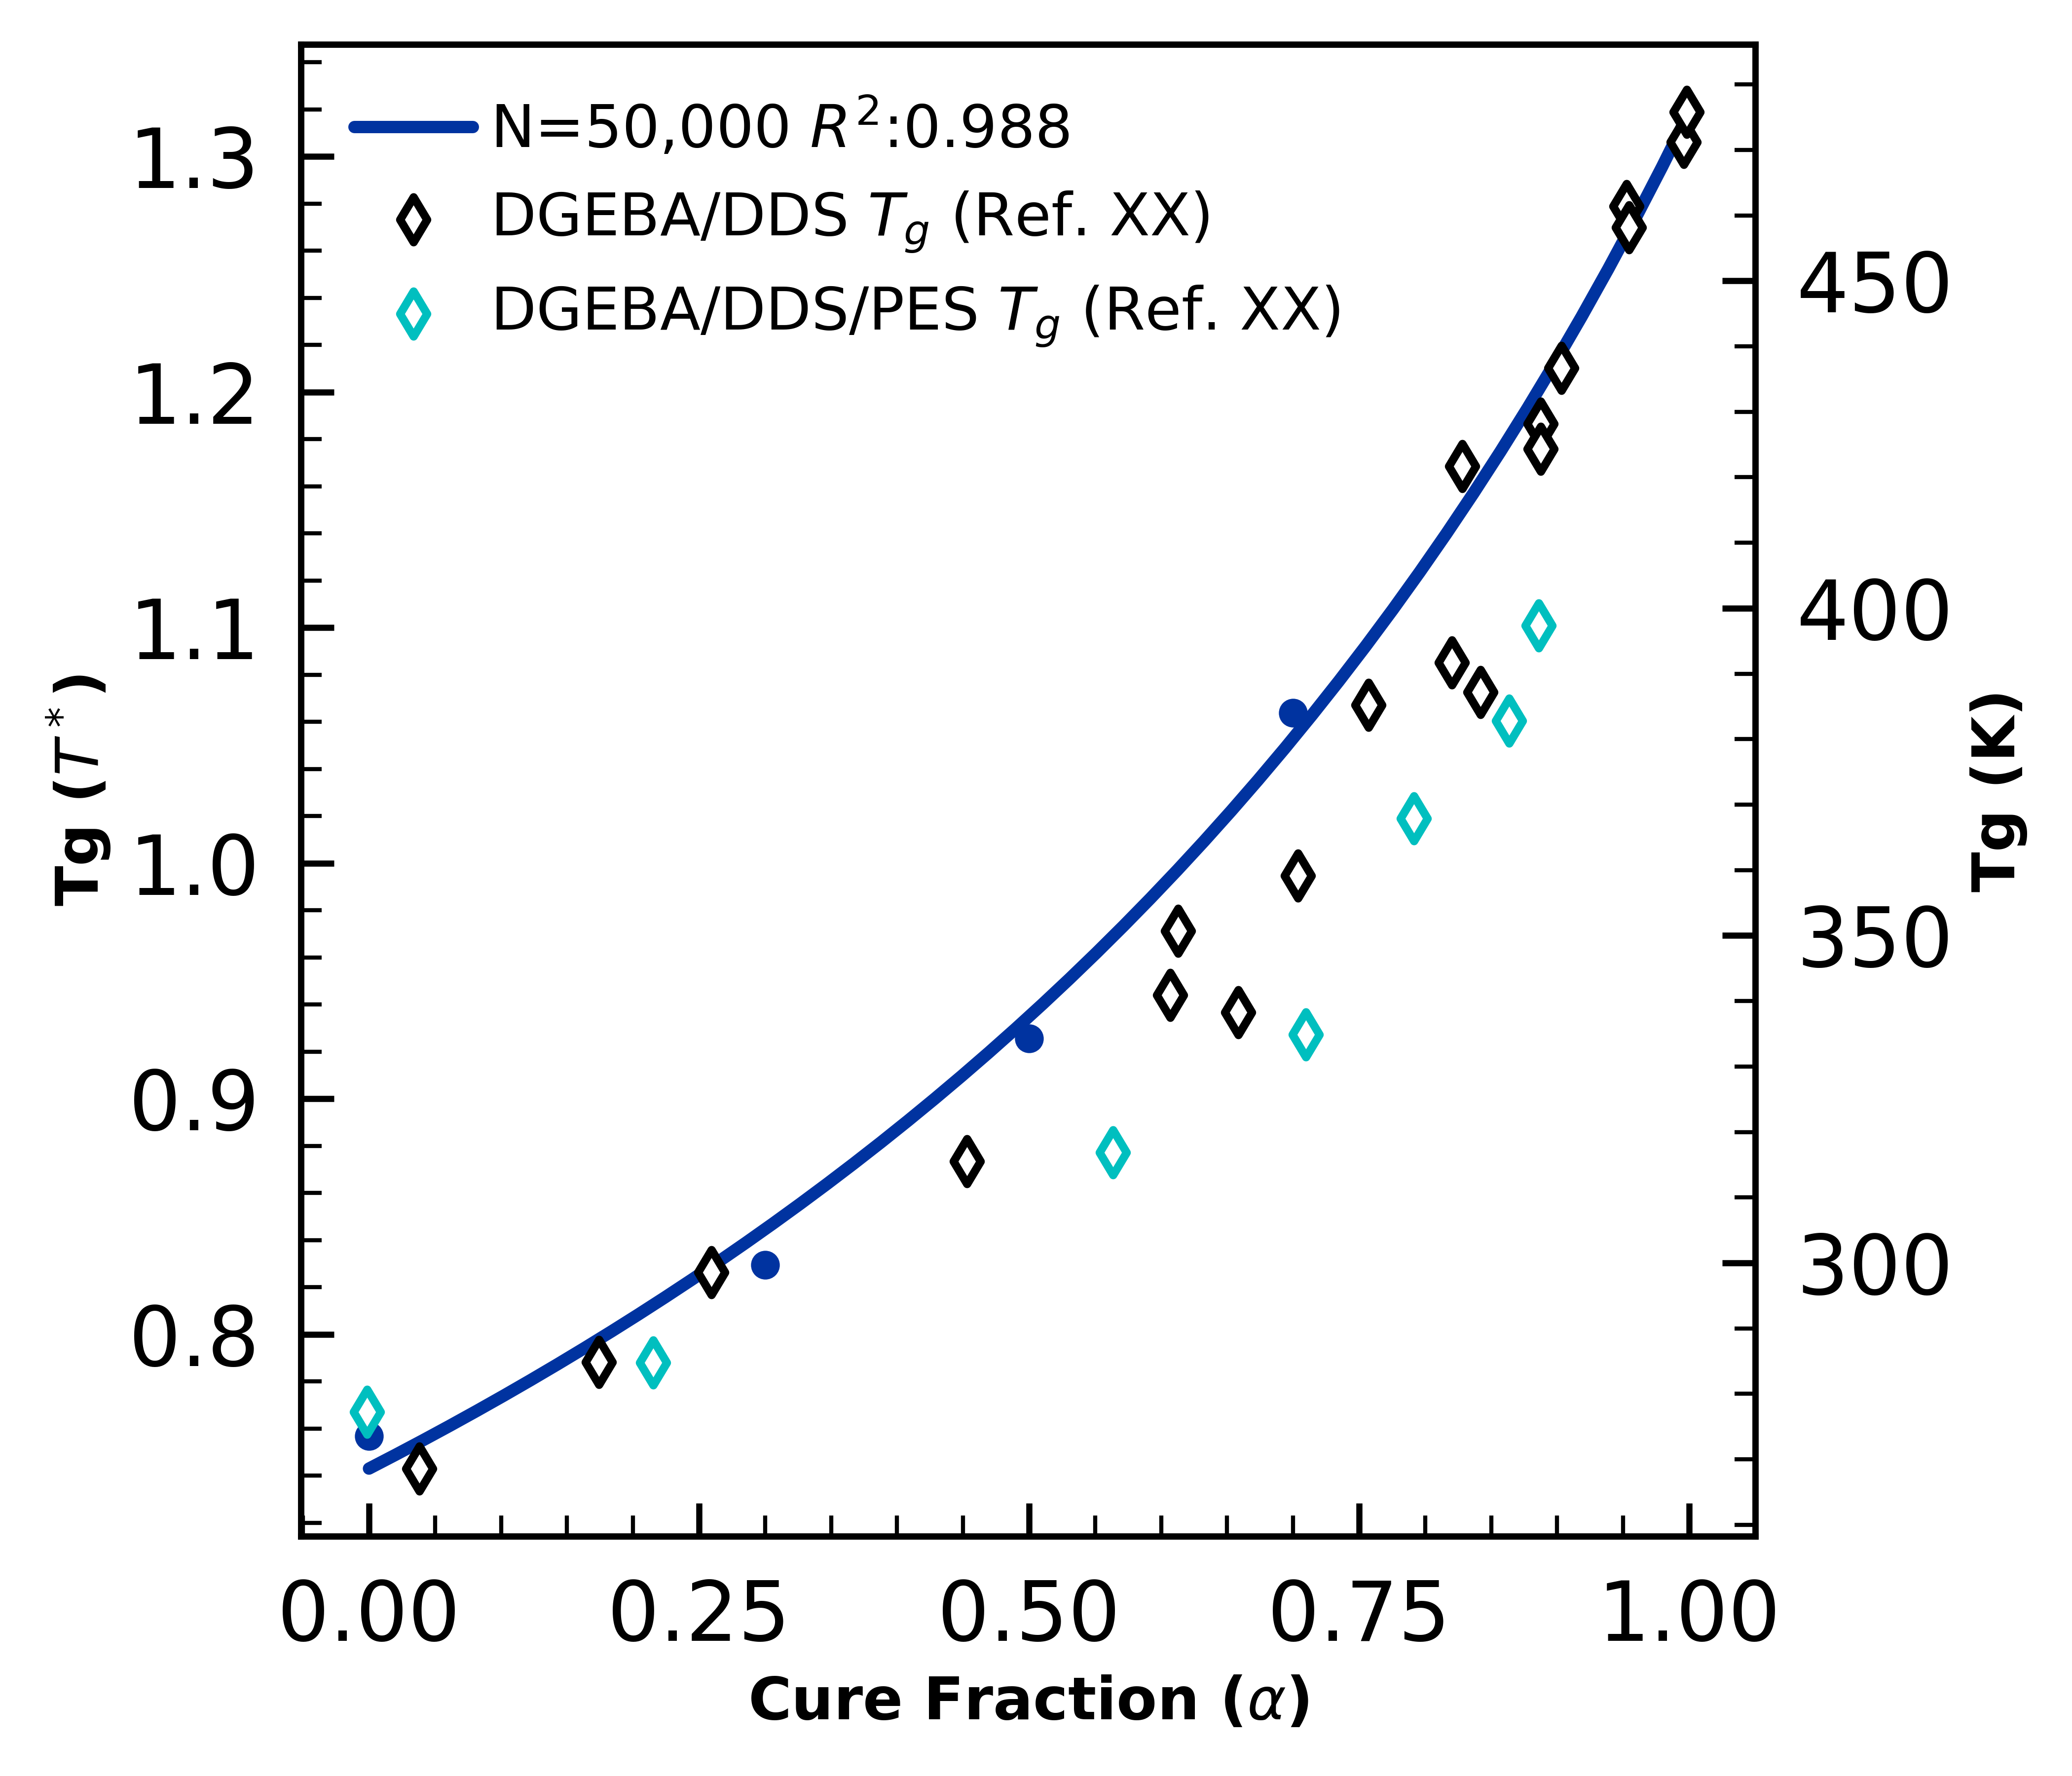 N=50,000 R²:0.988
DGEBA/DDS Tg (Ref. XX)
DGEBA/DDS/PES Tg (Ref. XX)
1.3
1.2
1.1
1.0
0.9
0.8
Tg (T*)
450
400
350
300
Tg (K)
0.00 0.25 0.50 0.75 1.00
Cure Fraction (α)